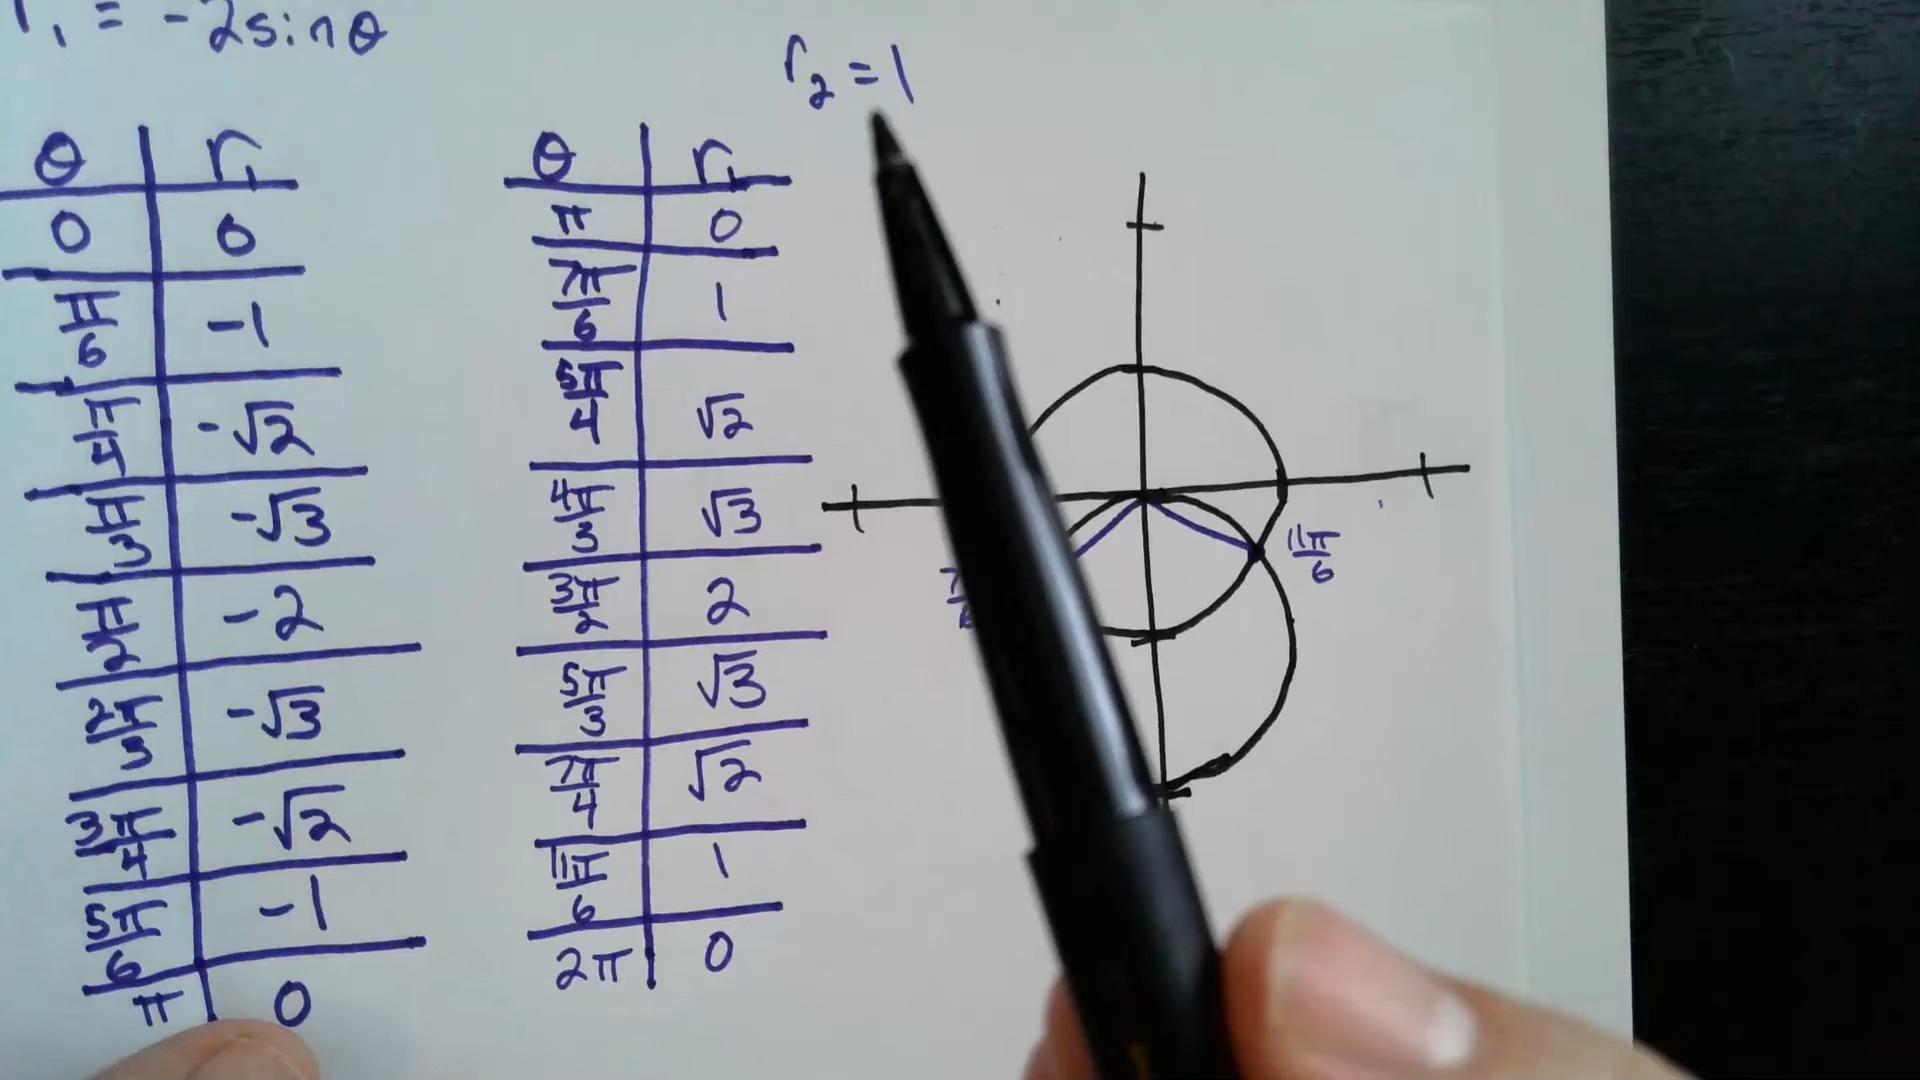 r₁ = -2sinθ
r₂ = 1
θ | r₁
0 | 0
π/6 | -1
π/4 | -√2
π/3 | -√3
π/2 | -2
2π/3 | -√3
3π/4 | -√2
5π/6 | -1
π | 0
θ | r₁
π | 0
7π/6 | 1
5π/4 | √2
4π/3 | √3
3π/2 | 2
5π/3 | √3
7π/4 | √2
11π/6 | 1
2π | 0
11π/6